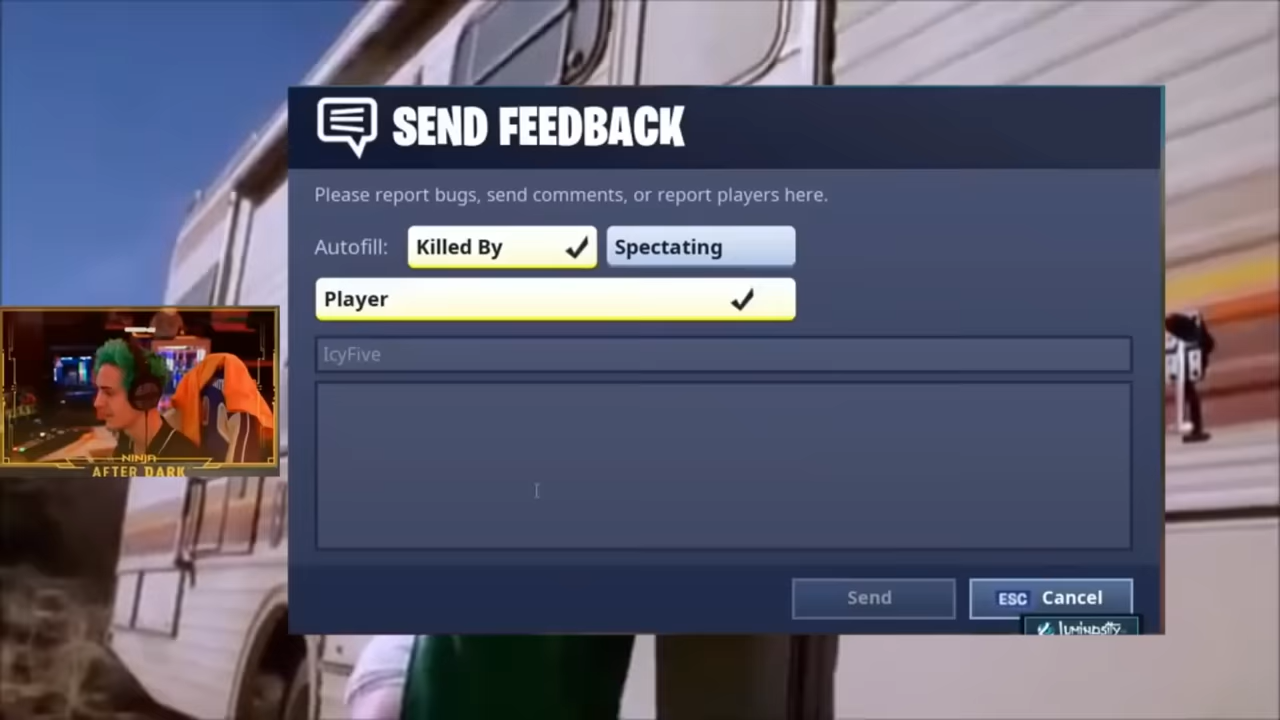 SEND FEEDBACK
Please report bugs, send comments, or report players here.
Autofill: Killed By Spectating
Player
IcyFive
NINJA
AFTER DARK
Send ESC Cancel
luminosity